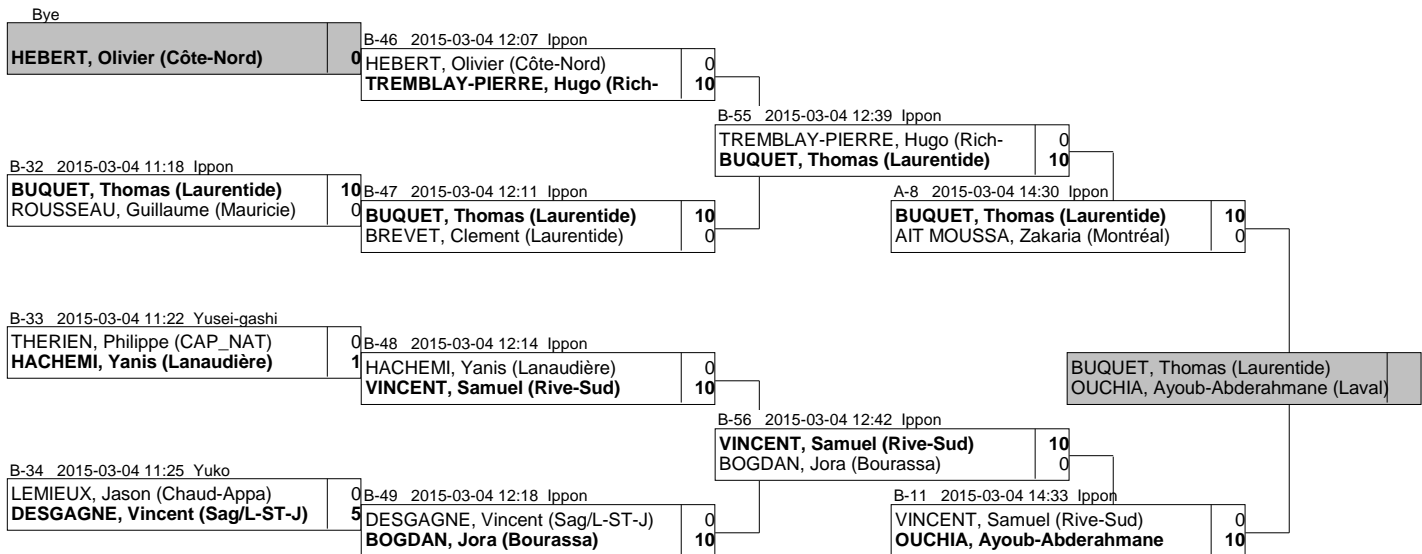 Bye
HEBERT, Olivier (Côte-Nord) 0
B-46 2015-03-04 12:07 Ippon
HEBERT, Olivier (Côte-Nord) 0
TREMBLAY-PIERRE, Hugo (Rich- 10
B-55 2015-03-04 12:39 Ippon
TREMBLAY-PIERRE, Hugo (Rich- 0
BUQUET, Thomas (Laurentide) 10
B-32 2015-03-04 11:18 Ippon
BUQUET, Thomas (Laurentide) 10
ROUSSEAU, Guillaume (Mauricie) 0
B-47 2015-03-04 12:11 Ippon
BUQUET, Thomas (Laurentide) 10
BREVET, Clement (Laurentide) 0
A-8 2015-03-04 14:30 Ippon
BUQUET, Thomas (Laurentide) 10
AIT MOUSSA, Zakaria (Montréal) 0
B-33 2015-03-04 11:22 Yusei-gashi
THERIEN, Philippe (CAP_NAT) 0
HACHEMI, Yanis (Lanaudière) 1
B-48 2015-03-04 12:14 Ippon
HACHEMI, Yanis (Lanaudière) 0
VINCENT, Samuel (Rive-Sud) 10
BUQUET, Thomas (Laurentide)
OUCHIA, Ayoub-Abderahmane (Laval)
B-56 2015-03-04 12:42 Ippon
VINCENT, Samuel (Rive-Sud) 10
BOGDAN, Jora (Bourassa) 0
B-34 2015-03-04 11:25 Yuko
LEMIEUX, Jason (Chaud-Appa) 0
DESGAGNE, Vincent (Sag/L-ST-J) 5
B-49 2015-03-04 12:18 Ippon
DESGAGNE, Vincent (Sag/L-ST-J) 0
BOGDAN, Jora (Bourassa) 10
B-11 2015-03-04 14:33 Ippon
VINCENT, Samuel (Rive-Sud) 0
OUCHIA, Ayoub-Abderahmane 10